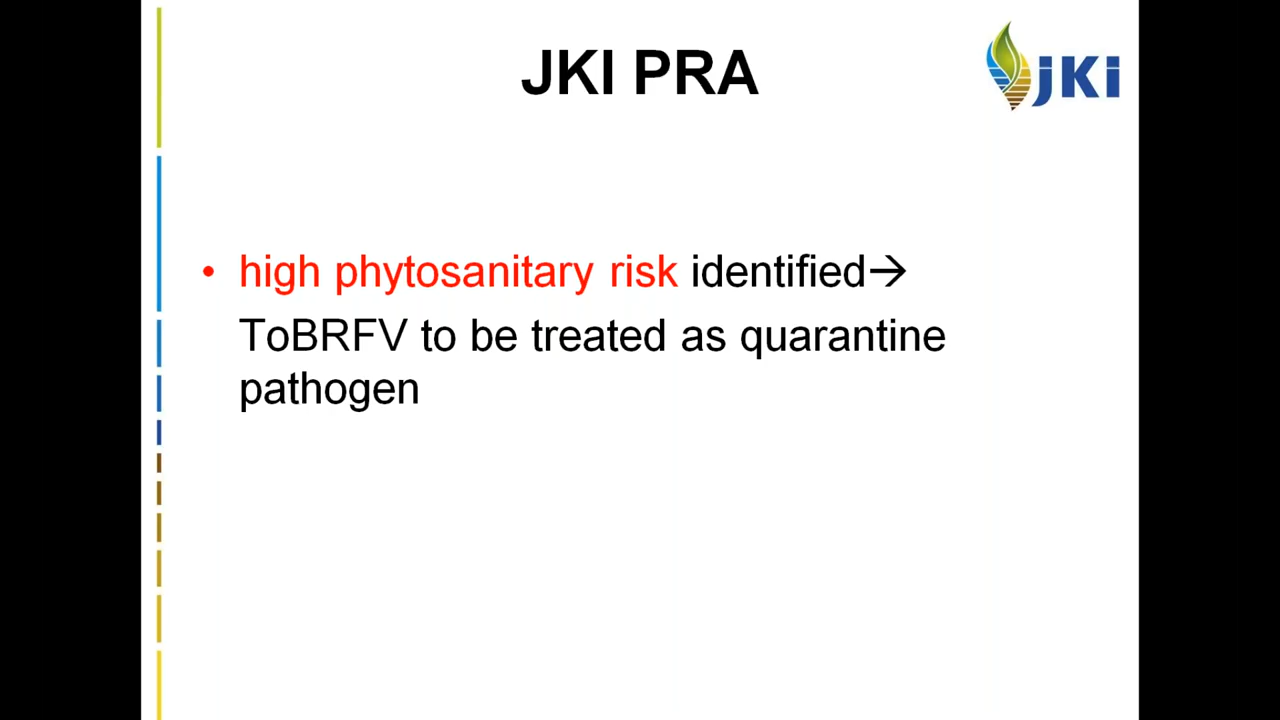 JKI PRA
JKi
• high phytosanitary risk identified→
ToBRFV to be treated as quarantine
pathogen